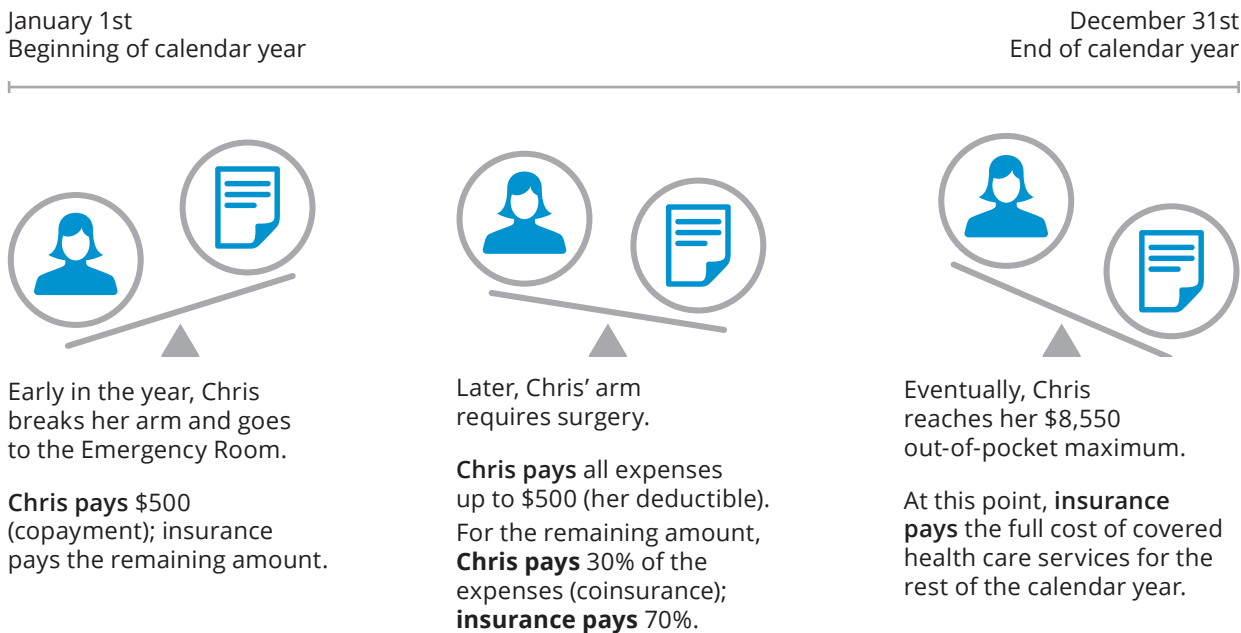 January 1st
Beginning of calendar year
December 31st
End of calendar year
Early in the year, Chris
breaks her arm and goes
to the Emergency Room.
Chris pays $500
(copayment); insurance
pays the remaining amount.
Later, Chris’ arm
requires surgery.
Chris pays all expenses
up to $500 (her deductible).
For the remaining amount,
Chris pays 30% of the
expenses (coinsurance);
insurance pays 70%.
Eventually, Chris
reaches her $8,550
out-of-pocket maximum.
At this point, insurance
pays the full cost of covered
health care services for the
rest of the calendar year.